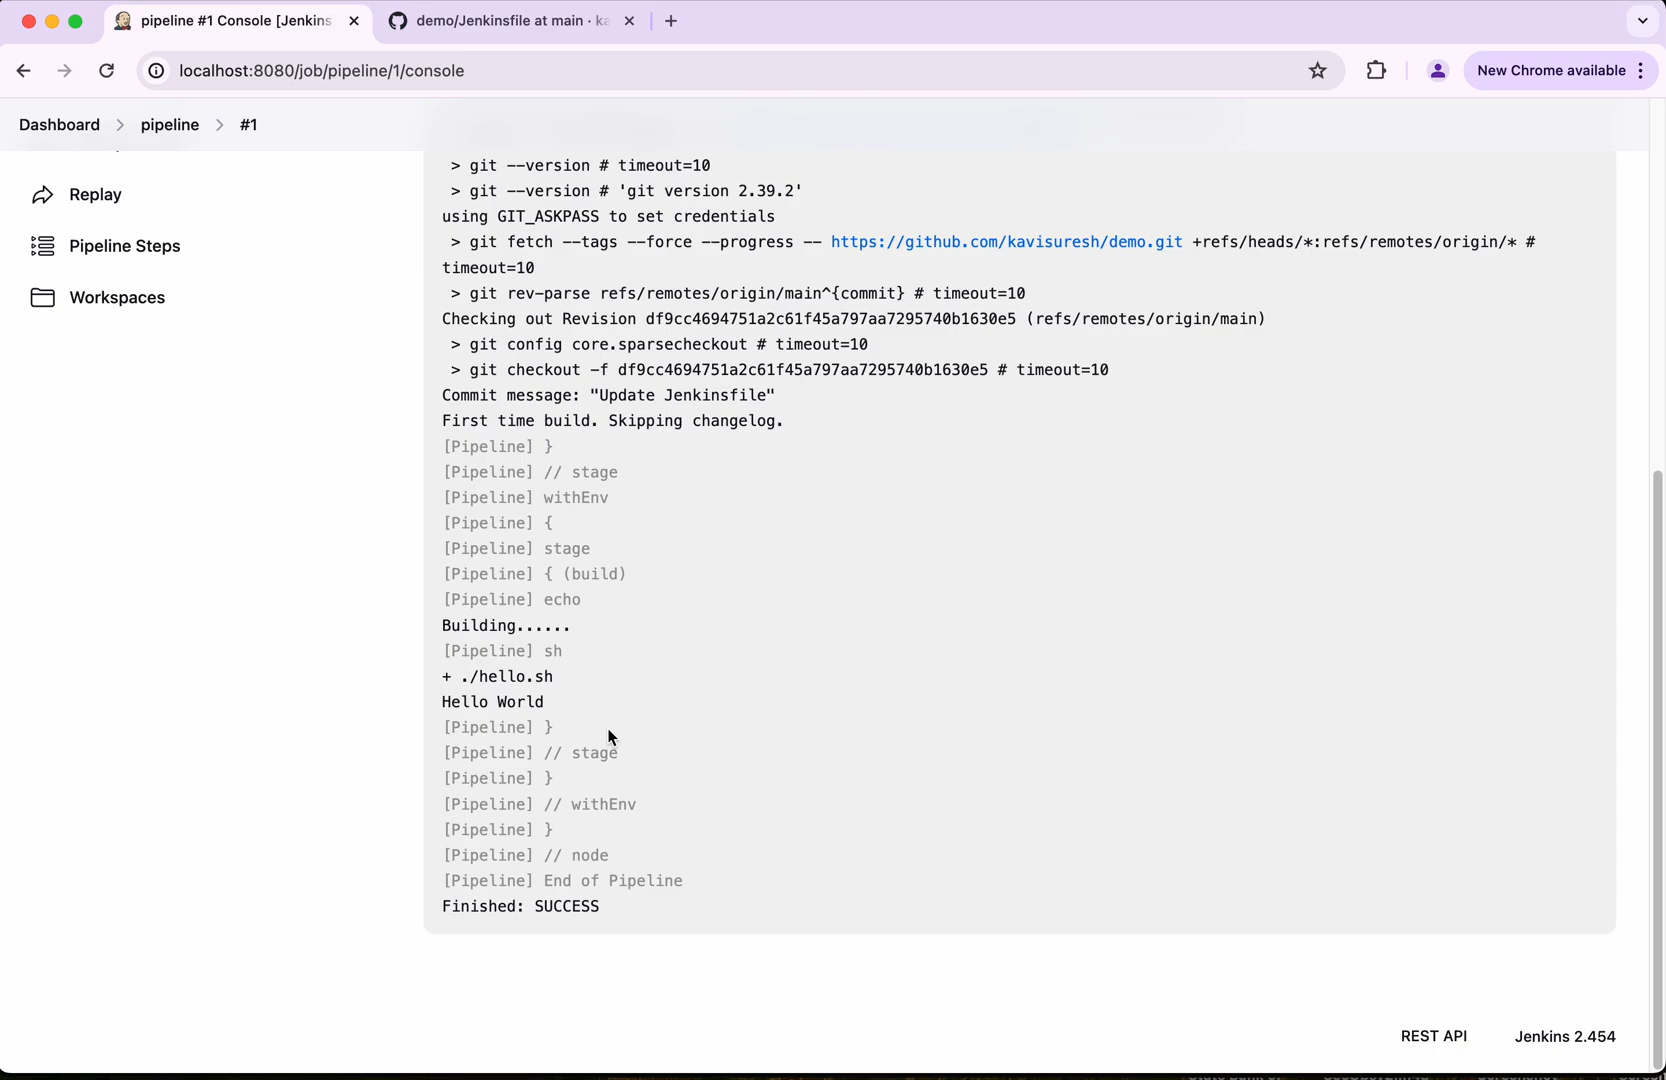 pipeline #1 Console [Jenkins
demo/Jenkinsfile at main · ka
localhost:8080/job/pipeline/1/console
New Chrome available
Dashboard > pipeline > #1
Replay
Pipeline Steps
Workspaces
> git --version # timeout=10
> git --version # 'git version 2.39.2'
using GIT_ASKPASS to set credentials
> git fetch --tags --force --progress -- https://github.com/kavisuresh/demo.git +refs/heads/*:refs/remotes/origin/* #
timeout=10
> git rev-parse refs/remotes/origin/main^{commit} # timeout=10
Checking out Revision df9cc4694751a2c61f45a797aa7295740b1630e5 (refs/remotes/origin/main)
> git config core.sparsecheckout # timeout=10
> git checkout -f df9cc4694751a2c61f45a797aa7295740b1630e5 # timeout=10
Commit message: "Update Jenkinsfile"
First time build. Skipping changelog.
[Pipeline] }
[Pipeline] // stage
[Pipeline] withEnv
[Pipeline] {
[Pipeline] stage
[Pipeline] { (build)
[Pipeline] echo
Building......
[Pipeline] sh
+ ./hello.sh
Hello World
[Pipeline] }
[Pipeline] // stage
[Pipeline] }
[Pipeline] // withEnv
[Pipeline] }
[Pipeline] // node
[Pipeline] End of Pipeline
Finished: SUCCESS
REST API
Jenkins 2.454